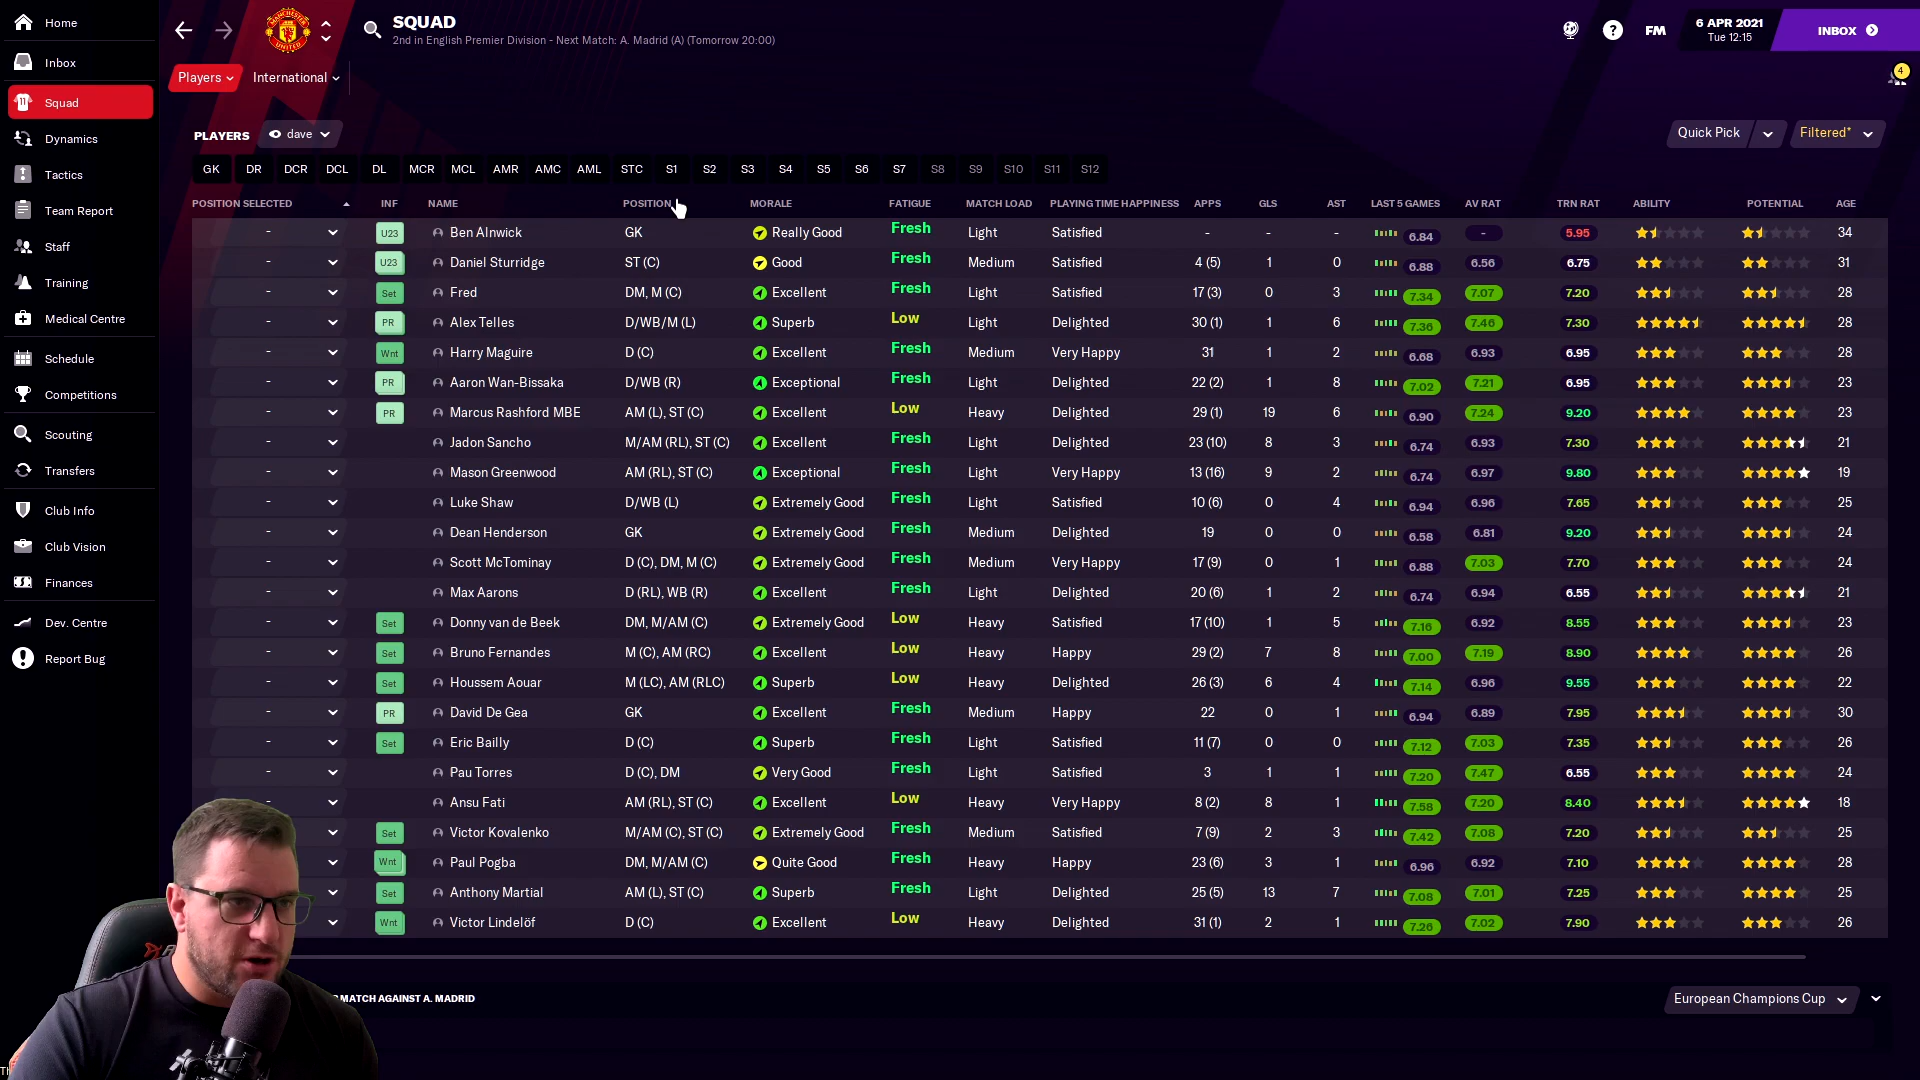 Home
Inbox
Squad
Dynamics
Tactics
Team Report
Staff
Training
Medical Centre
Schedule
Competitions
Scouting
Transfers
Club Info
Club Vision
Finances
Dev. Centre
Report Bug
SQUAD
2nd in English Premier Division - Next Match: A. Madrid (A) (Tomorrow 20:00)
FM
6 APR 2021
Tue 12:15
INBOX
4
Players
International
PLAYERS dave
Quick Pick Filtered*
GK DR DCR DCL DL MCR MCL AMR AMC AML STC S1 S2 S3 S4 S5 S6 S7 S8 S9 S10 S11 S12
POSITION SELECTED INF NAME POSITION MORALE FATIGUE MATCH LOAD PLAYING TIME HAPPINESS APPS GLS AST LAST 5 GAMES AV RAT TRN RAT ABILITY POTENTIAL AGE
- U23 Ben Alnwick GK Really Good Fresh Light Satisfied - - - 6.84 - 5.95 34
- U23 Daniel Sturridge ST (C) Good Fresh Medium Satisfied 4 (5) 1 0 6.88 6.56 6.75 31
- Set Fred DM, M (C) Excellent Fresh Light Satisfied 17 (3) 0 3 7.34 7.07 7.20 28
- PR Alex Telles D/WB/M (L) Superb Low Light Delighted 30 (1) 1 6 7.36 7.46 7.30 28
- Wnt Harry Maguire D (C) Excellent Fresh Medium Very Happy 31 1 2 6.68 6.93 6.95 28
- PR Aaron Wan-Bissaka D/WB (R) Exceptional Fresh Light Delighted 22 (2) 1 8 7.02 7.21 6.95 23
- PR Marcus Rashford MBE AM (L), ST (C) Excellent Low Heavy Delighted 29 (1) 19 6 6.90 7.24 9.20 23
- Jadon Sancho M/AM (RL), ST (C) Excellent Fresh Light Delighted 23 (10) 8 3 6.74 6.93 7.30 21
- Mason Greenwood AM (RL), ST (C) Exceptional Fresh Light Very Happy 13 (16) 9 2 6.74 6.97 9.80 19
- Luke Shaw D/WB (L) Extremely Good Fresh Light Satisfied 10 (6) 0 4 6.94 6.96 7.65 25
- Dean Henderson GK Extremely Good Fresh Medium Delighted 19 0 0 6.58 6.81 9.20 24
- Scott McTominay D (C), DM, M (C) Extremely Good Fresh Medium Very Happy 17 (9) 0 1 6.88 7.03 7.70 24
- Max Aarons D (RL), WB (R) Excellent Fresh Light Delighted 20 (6) 1 2 6.74 6.94 6.55 21
- Set Donny van de Beek DM, M/AM (C) Extremely Good Low Heavy Satisfied 17 (10) 1 5 7.16 6.92 8.55 23
- Set Bruno Fernandes M (C), AM (RC) Excellent Low Heavy Happy 29 (2) 7 8 7.00 7.19 8.90 26
- Set Houssem Aouar M (LC), AM (RLC) Superb Low Heavy Delighted 26 (3) 6 4 7.14 6.96 9.55 22
- PR David De Gea GK Excellent Fresh Medium Happy 22 0 1 6.94 6.89 7.95 30
- Set Eric Bailly D (C) Superb Fresh Light Satisfied 11 (7) 0 0 7.12 7.03 7.35 26
- Pau Torres D (C), DM Very Good Fresh Light Satisfied 3 1 1 7.20 7.47 6.55 24
- Ansu Fati AM (RL), ST (C) Excellent Low Heavy Very Happy 8 (2) 8 1 7.58 7.20 8.40 18
Set Victor Kovalenko M/AM (C), ST (C) Extremely Good Fresh Medium Satisfied 7 (9) 2 3 7.42 7.08 7.20 25
Wnt Paul Pogba DM, M/AM (C) Quite Good Fresh Heavy Happy 23 (6) 3 1 6.96 6.92 7.10 28
Set Anthony Martial AM (L), ST (C) Superb Fresh Light Delighted 25 (5) 13 7 7.08 7.01 7.25 25
Wnt Victor Lindelöf D (C) Excellent Low Heavy Delighted 31 (1) 2 1 7.26 7.02 7.90 26
MATCH AGAINST A. MADRID
European Champions Cup